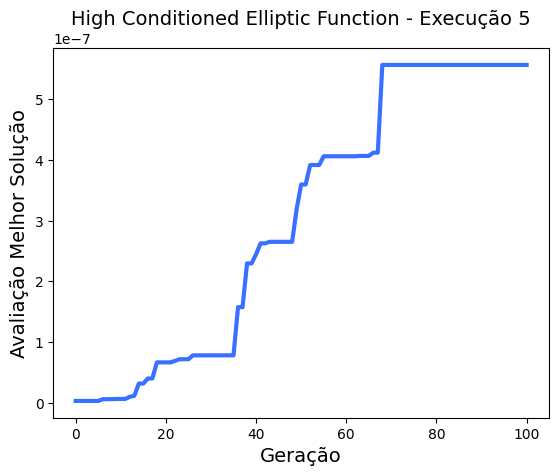 High Conditioned Elliptic Function - Execução 5
1e−7
5
4
3
2
1
0
Avaliação Melhor Solução
0 20 40 60 80 100
Geração